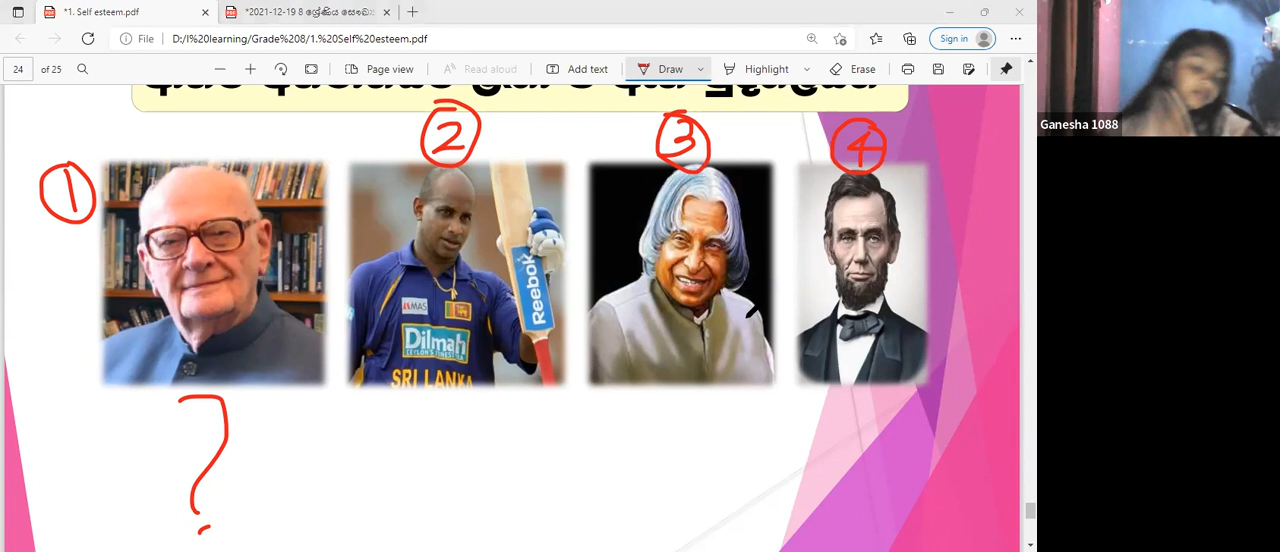 *1. Self esteem.pdf
*2021-12-19 8 ශ්‍රේණිය සෞඛ්‍ය
File
D:/I%20learning/Grade%208/1.%20Self%20esteem.pdf
Sign in
24 of 25
Page view
Read aloud
Add text
Draw
Highlight
Erase
Ganesha 1088
1
2
3
4
Reebok
MAS
Dilmah
SRI LANKA
?